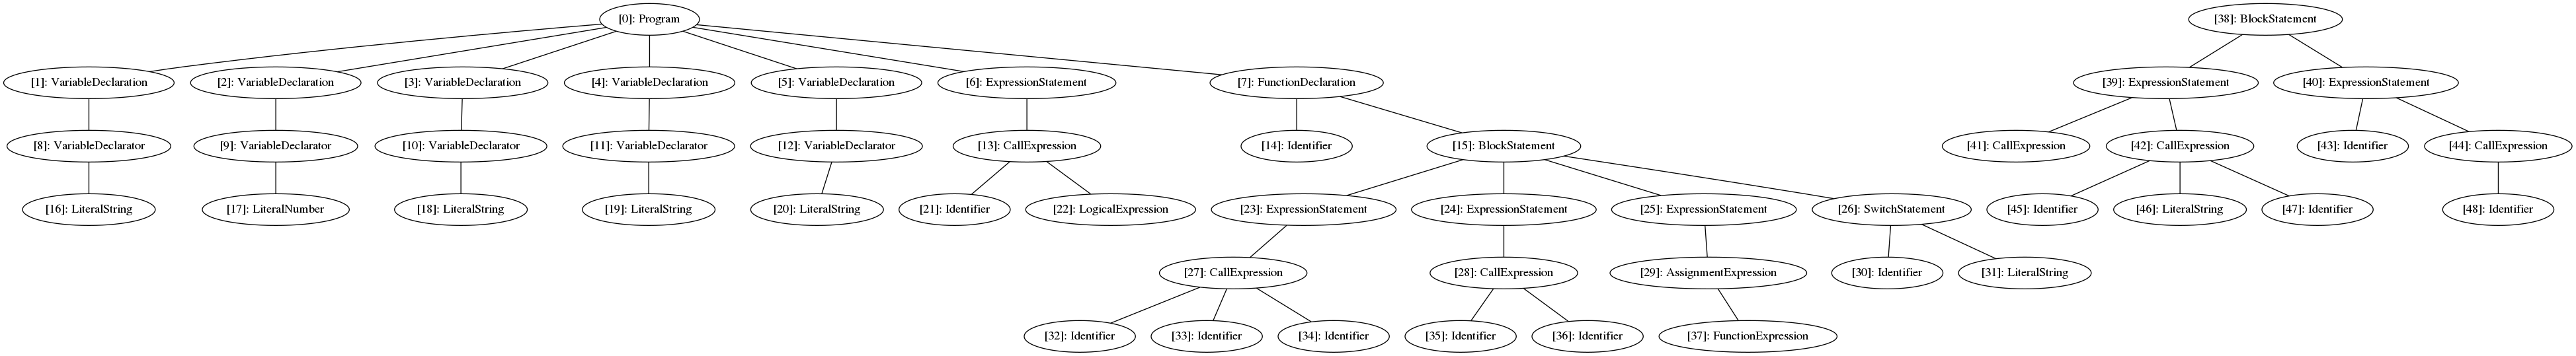 [0]: Program
[38]: BlockStatement
[1]: VariableDeclaration
[2]: VariableDeclaration
[3]: VariableDeclaration
[4]: VariableDeclaration
[5]: VariableDeclaration
[6]: ExpressionStatement
[7]: FunctionDeclaration
[39]: ExpressionStatement
[40]: ExpressionStatement
[8]: VariableDeclarator
[9]: VariableDeclarator
[10]: VariableDeclarator
[11]: VariableDeclarator
[12]: VariableDeclarator
[13]: CallExpression
[14]: Identifier
[15]: BlockStatement
[41]: CallExpression
[42]: CallExpression
[43]: Identifier
[44]: CallExpression
[16]: LiteralString
[17]: LiteralNumber
[18]: LiteralString
[19]: LiteralString
[20]: LiteralString
[21]: Identifier
[22]: LogicalExpression
[23]: ExpressionStatement
[24]: ExpressionStatement
[25]: ExpressionStatement
[26]: SwitchStatement
[45]: Identifier
[46]: LiteralString
[47]: Identifier
[48]: Identifier
[27]: CallExpression
[28]: CallExpression
[29]: AssignmentExpression
[30]: Identifier
[31]: LiteralString
[32]: Identifier
[33]: Identifier
[34]: Identifier
[35]: Identifier
[36]: Identifier
[37]: FunctionExpression